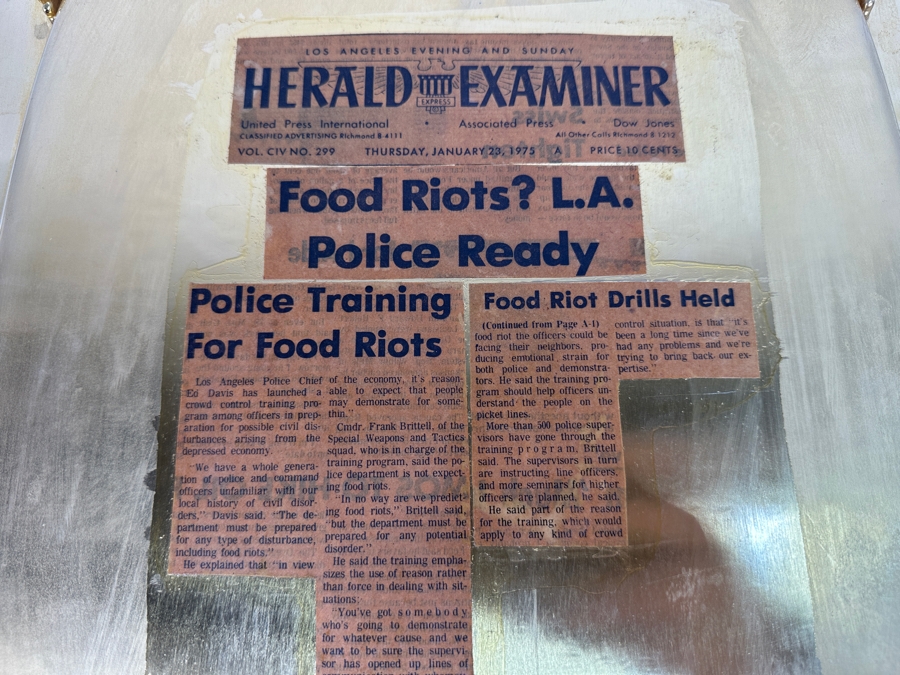 LOS ANGELES EVENING AND SUNDAY
HERALD EXAMINER
EXPRESS
United Press International • Associated Press Dow Jones
CLASSIFIED ADVERTISING RIchmond 8-4111 All Other Calls RIchmond 8 1212
VOL. CIV NO. 299 THURSDAY, JANUARY 23, 1975 A PRICE 10 CENTS
Food Riots? L.A.
Police Ready
Police Training
For Food Riots
Los Angeles Police Chief
Ed Davis has launched a
crowd control training pro-
gram among officers in prep-
aration for possible civil dis-
turbances arising from the
depressed economy.
"We have a whole genera-
tion of police and command
officers unfamiliar with our
local history of civil disor-
ders," Davis said. "The de-
partment must be prepared
for any type of disturbance,
including food riots."
He explained that "in view
of the economy, it's reason-
able to expect that people
may demonstrate for some-
thin."
Cmdr. Frank Brittell, of the
Special Weapons and Tactics
squad, who is in charge of the
training program, said the po-
lice department is not expect-
ing food riots.
"In no way are we predict-
ing food riots," Brittell said,
"but the department must be
prepared for any potential
disorder."
He said the training empha-
sizes the use of reason rather
than force in dealing with sit-
uations:
"You've got somebody
who's going to demonstrate
for whatever cause and we
want to be sure the supervi-
sor has opened up lines of
Food Riot Drills Held
(Continued from Page A-1)
food riot the officers could be
facing their neighbors, pro-
ducing emotional strain for
both police and demonstra-
tors. He said the training pro-
gram should help officers un-
derstand the people on the
picket lines.
More than 500 police super-
visors have gone through the
training program, Brittell
said. The supervisors in turn
are instructing line officers,
and more seminars for higher
officers are planned, he said.
He said part of the reason
for the training, which would
apply to any kind of crowd
control situation, is that "it's
been a long time since we've
had any problems and we're
trying to bring back our ex-
pertise."